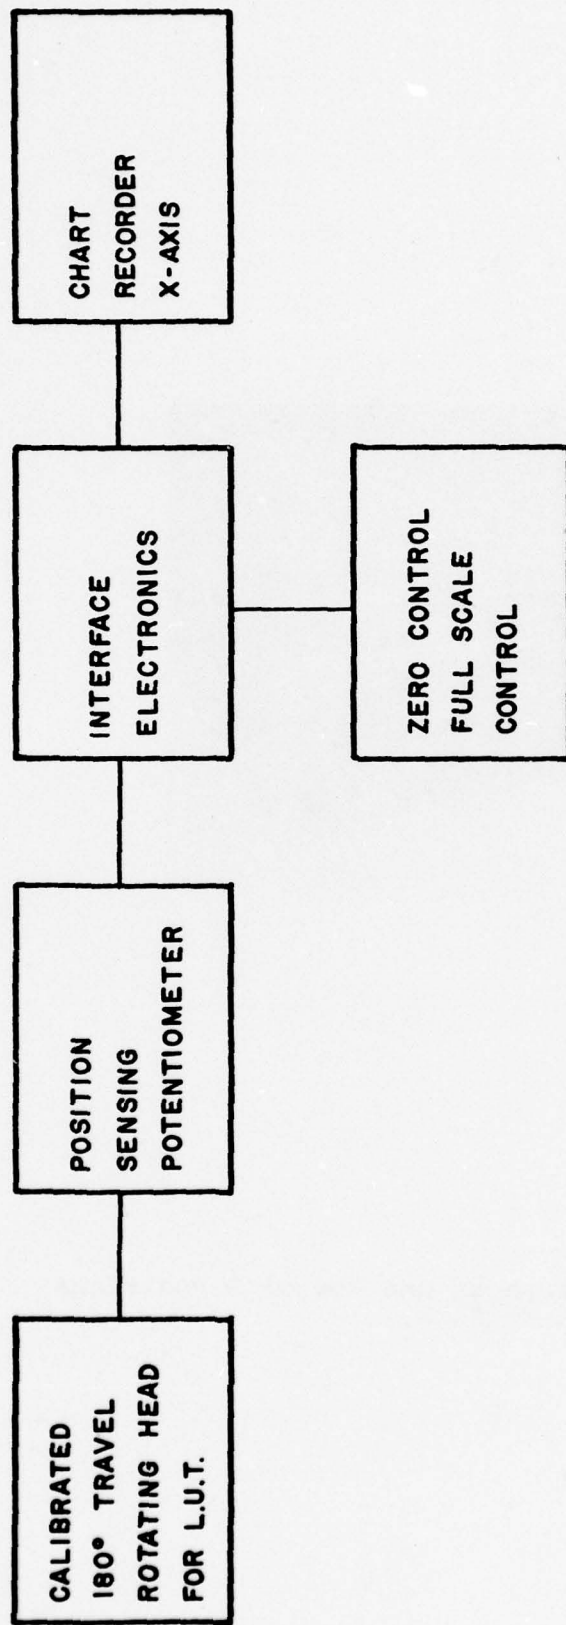 CALIBRATED
180° TRAVEL
ROTATING HEAD
FOR L.U.T.
POSITION
SENSING
POTENTIOMETER
INTERFACE
ELECTRONICS
CHART
RECORDER
X-AXIS
ZERO CONTROL
FULL SCALE
CONTROL